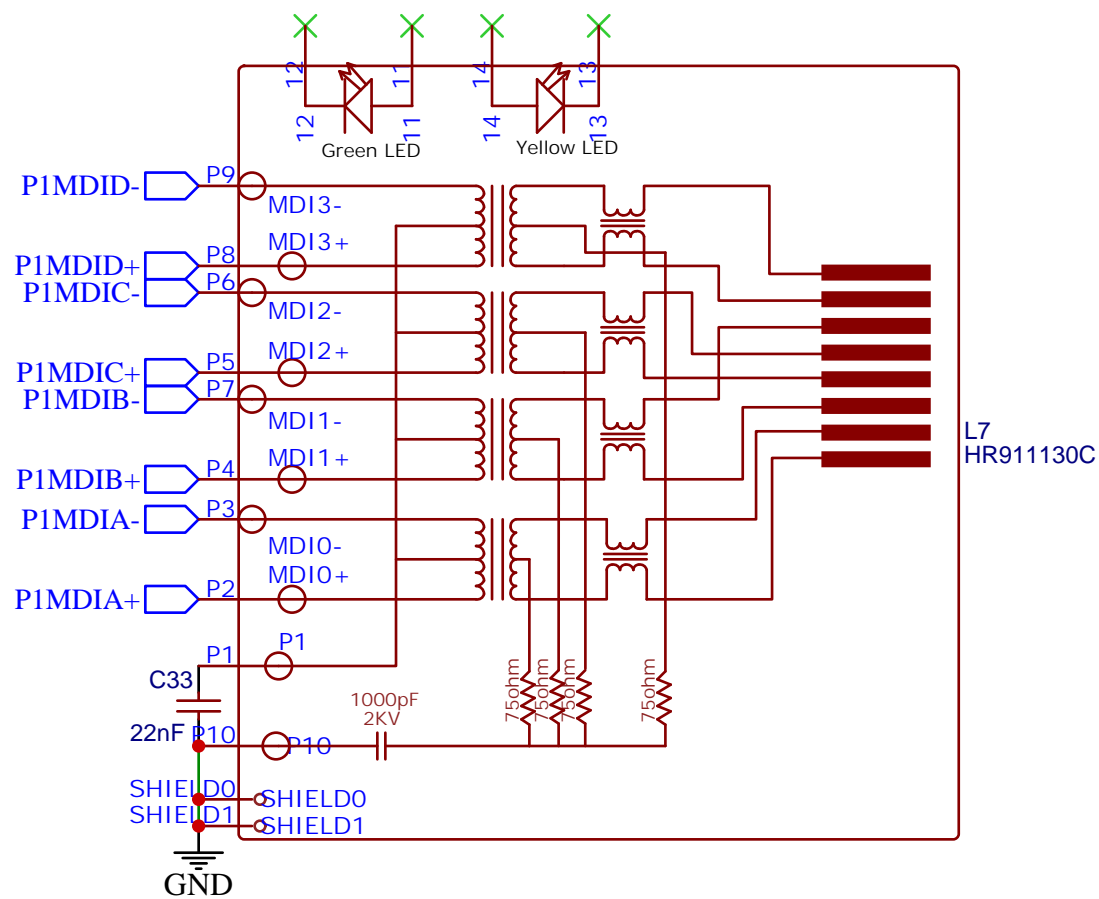 12
11
14
13
12
11
14
13
Green LED
Yellow LED
P1MDID-
P9
MDI3-
MDI3+
P1MDID+
P8
P1MDIC-
P6
MDI2-
MDI2+
P1MDIC+
P5
P1MDIB-
P7
MDI1-
MDI1+
P1MDIB+
P4
P1MDIA-
P3
MDI0-
MDI0+
P1MDIA+
P2
L7
HR911130C
P1
P1
C33
22nF
1000pF
2KV
75ohm
75ohm
75ohm
75ohm
P10
P10
SHIELD0
SHIELD0
SHIELD1
SHIELD1
GND